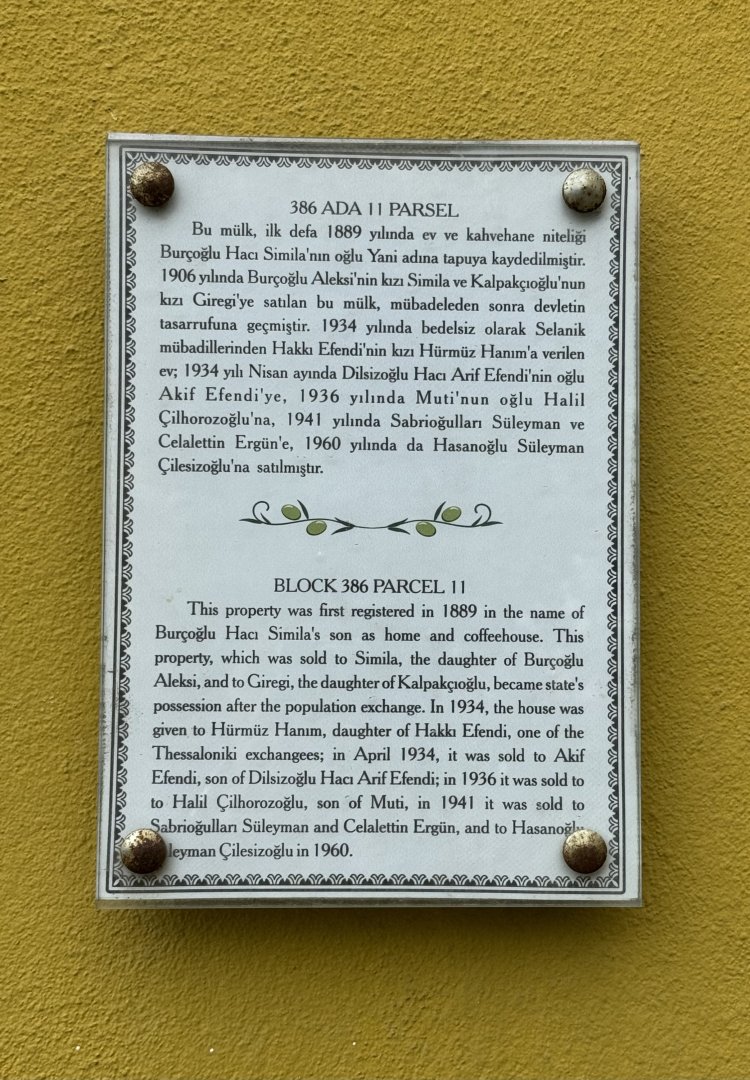 386 ADA 11 PARSEL
Bu mülk, ilk defa 1889 yılında ev ve kahvehane niteliği
Burçoğlu Hacı Simila'nın oğlu Yani adına tapuya kaydedilmiştir.
1906 yılında Burçoğlu Aleksi'nin kızı Simila ve Kalpakçıoğlu'nun
kızı Giregi'ye satılan bu mülk, mübadeleden sonra devletin
tasarrufuna geçmiştir. 1934 yılında bedelsiz olarak Selanik
mübadillerinden Hakkı Efendi'nin kızı Hürmüz Hanım'a verilen
ev; 1934 yılı Nisan ayında Dilsizoğlu Hacı Arif Efendi'nin oğlu
Akif Efendi'ye, 1936 yılında Muti'nun oğlu Halil
Çilhorozoğlu'na, 1941 yılında Sabrioğulları Süleyman ve
Celalettin Ergün'e, 1960 yılında da Hasanoğlu Süleyman
Çilesizoğlu'na satılmıştır.
BLOCK 386 PARCEL 11
This property was first registered in 1889 in the name of
Burçoğlu Hacı Simila's son as home and coffeehouse. This
property, which was sold to Simila, the daughter of Burçoğlu
Aleksi, and to Giregi, the daughter of Kalpakçıoğlu, became state's
possession after the population exchange. In 1934, the house was
given to Hürmüz Hanım, daughter of Hakkı Efendi, one of the
Thessaloniki exchangees; in April 1934, it was sold to Akif
Efendi, son of Dilsizoğlu Hacı Arif Efendi; in 1936 it was sold to
to Halil Çilhorozoğlu, son of Muti, in 1941 it was sold to
Sabrioğulları Süleyman and Celalettin Ergün, and to Hasanoğlu
Çilesizoğlu in 1960.